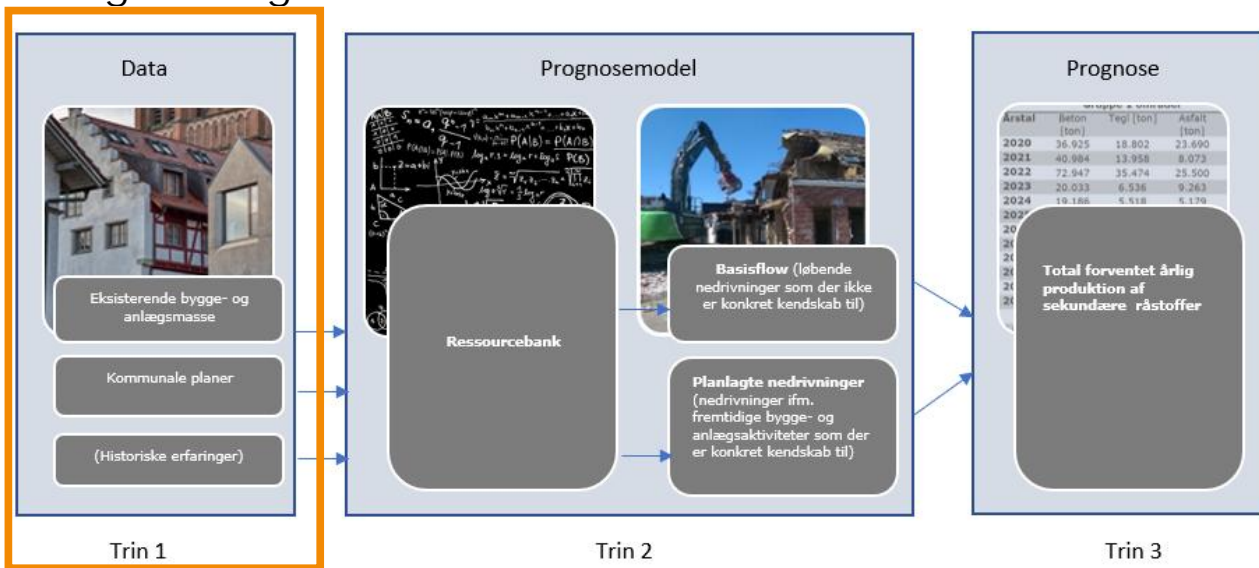 Data
Eksisterende bygge- og
anlægsmasse
Kommunale planer
(Historiske erfaringer)
Trin 1
Prognosemodel
P(A|B) = P(A∩B)
Ressourcebank
Basisflow (løbende
nedrivninger som der ikke
er konkret kendskab til)
Planlagte nedrivninger
(nedrivninger ifm.
fremtidige bygge- og
anlægsaktiviteter som der
er konkret kendskab til)
Trin 2
Prognose
Årstal Beton Tegl [ton] Asfalt
[ton] [ton]
2020 36.925 18.802 23.690
2021 40.984 13.958 8.073
2022 72.947 35.474 25.500
2023 20.033 6.536 9.263
2024 19.186 5.518 5.179
Total forventet årlig
produktion af
sekundære råstoffer
Trin 3